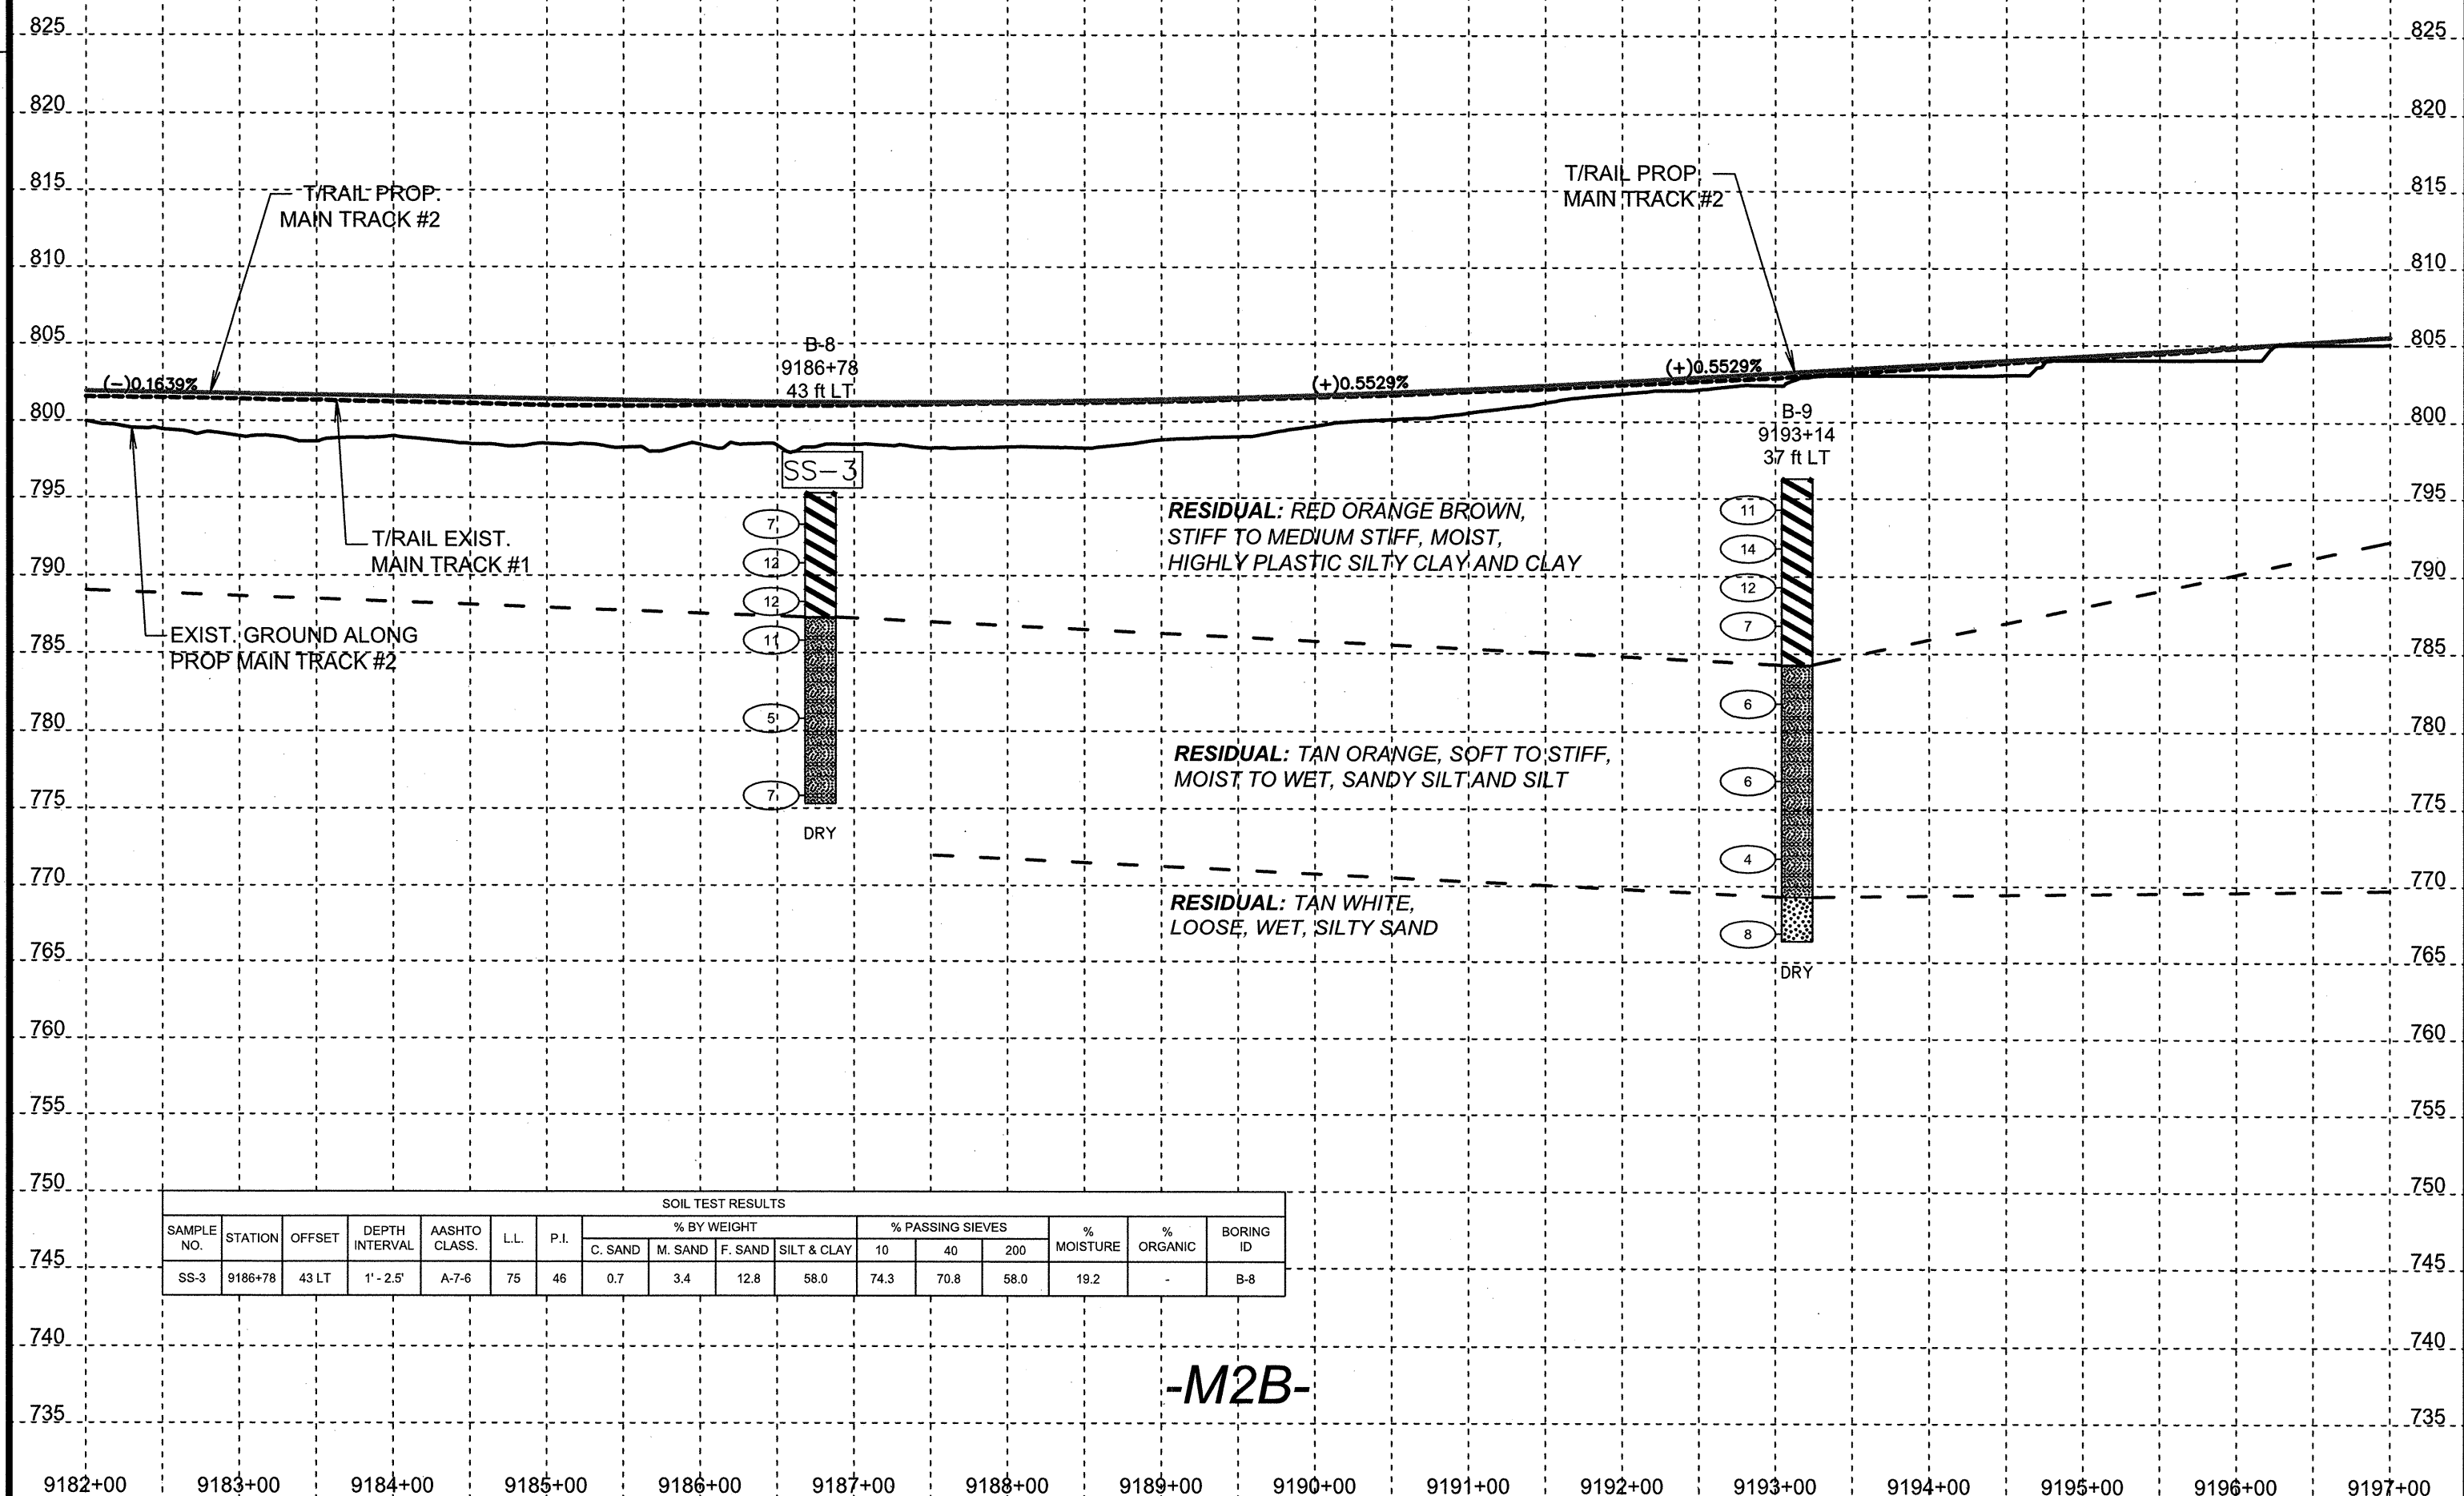 825 825
820 820
815 815
810 810
805 805
800 800
795 795
790 790
785 785
780 780
775 775
770 770
765 765
760 760
755 755
750 750
745 745
740 740
735 735
T/RAIL PROP.
MAIN TRACK #2
T/RAIL PROP.
MAIN TRACK #2
(-)0.1639%
(+)0.5529%
(+)0.5529%
B-8
9186+78
43 ft LT
SS-3
7
12
12
11
5
7
DRY
B-9
9193+14
37 ft LT
11
14
12
7
6
6
4
8
DRY
T/RAIL EXIST.
MAIN TRACK #1
EXIST. GROUND ALONG
PROP MAIN TRACK #2
RESIDUAL: RED ORANGE BROWN,
STIFF TO MEDIUM STIFF, MOIST,
HIGHLY PLASTIC SILTY CLAY AND CLAY
RESIDUAL: TAN ORANGE, SOFT TO STIFF,
MOIST TO WET, SANDY SILT AND SILT
RESIDUAL: TAN WHITE,
LOOSE, WET, SILTY SAND
SOIL TEST RESULTS
SAMPLE NO. STATION OFFSET DEPTH INTERVAL AASHTO CLASS. L.L. P.I. % BY WEIGHT % PASSING SIEVES % MOISTURE % ORGANIC BORING ID
C. SAND M. SAND F. SAND SILT & CLAY 10 40 200
SS-3 9186+78 43 LT 1' - 2.5' A-7-6 75 46 0.7 3.4 12.8 58.0 74.3 70.8 58.0 19.2 - B-8
-M2B-
9182+00 9183+00 9184+00 9185+00 9186+00 9187+00 9188+00 9189+00 9190+00 9191+00 9192+00 9193+00 9194+00 9195+00 9196+00 9197+00